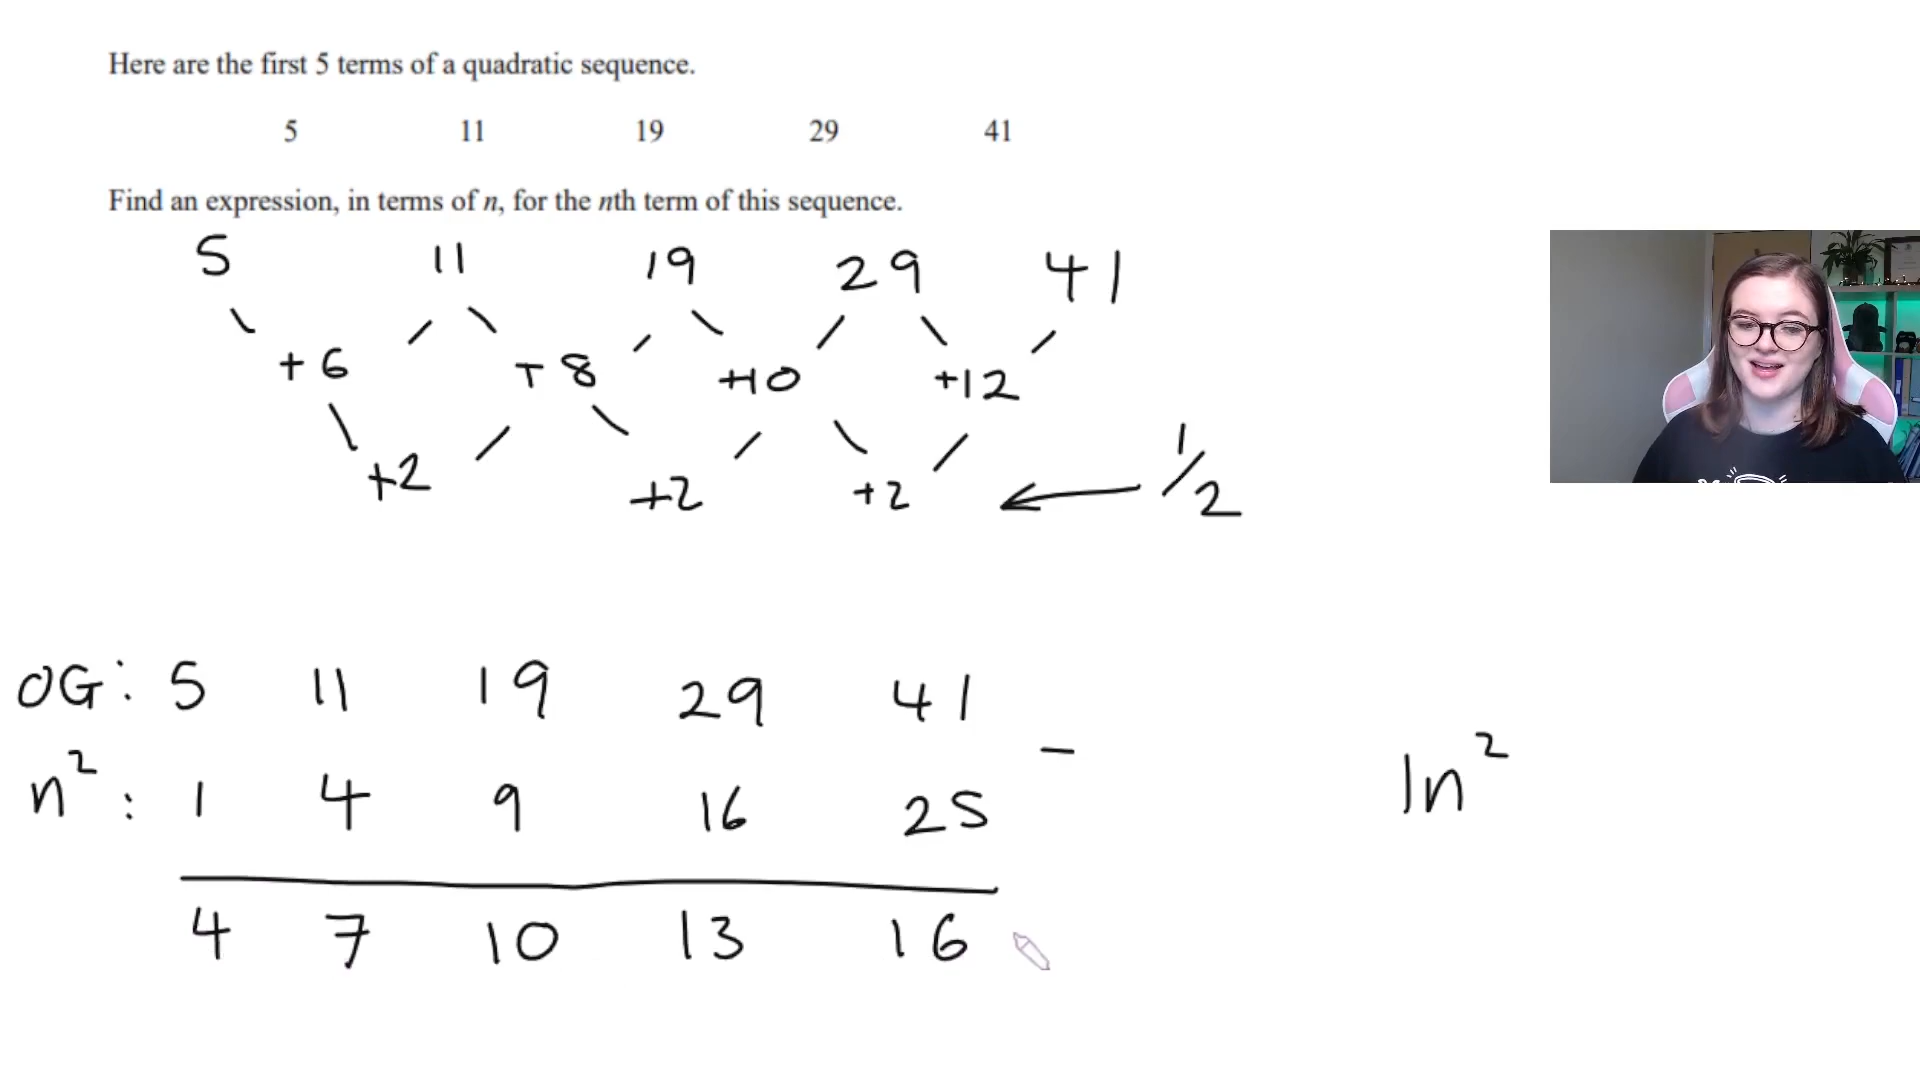 Here are the first 5 terms of a quadratic sequence.
5 11 19 29 41
Find an expression, in terms of n, for the nth term of this sequence.
5 11 19 29 41
+6 +8 +10 +12
+2 +2 +2 ← 1/2
OG: 5 11 19 29 41
−
n²: 1 4 9 16 25
1n²
4 7 10 13 16